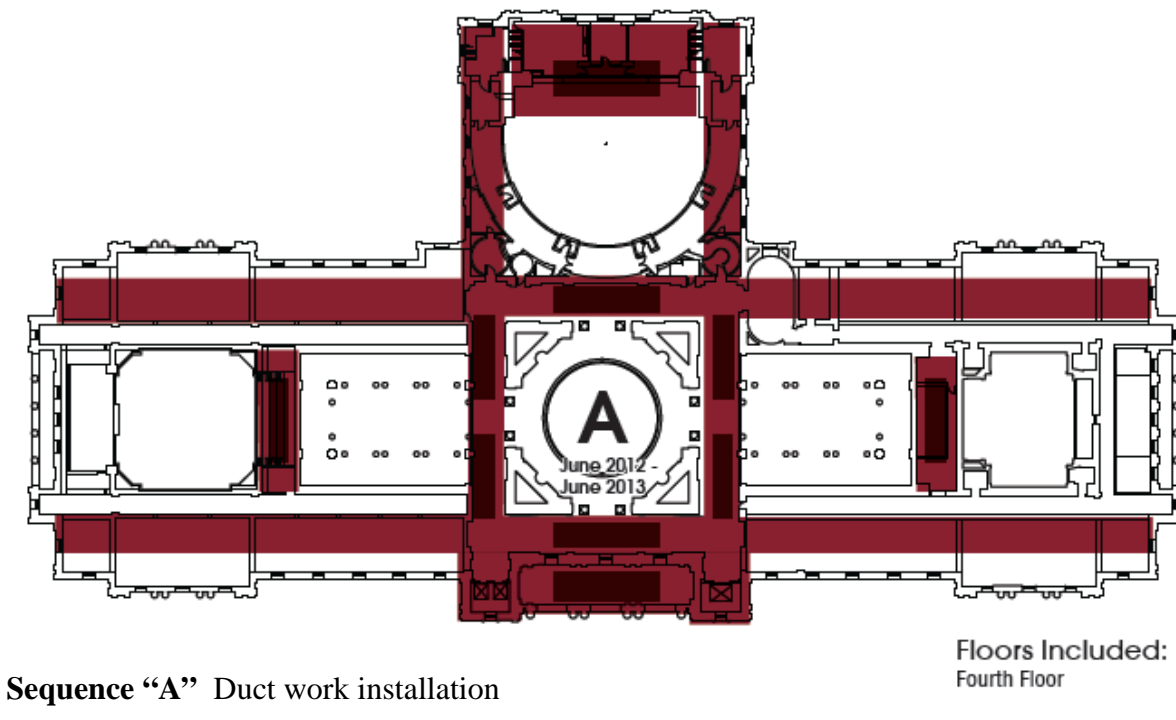 A
June 2012 -
June 2013
Floors Included:
Fourth Floor
Sequence “A” Duct work installation